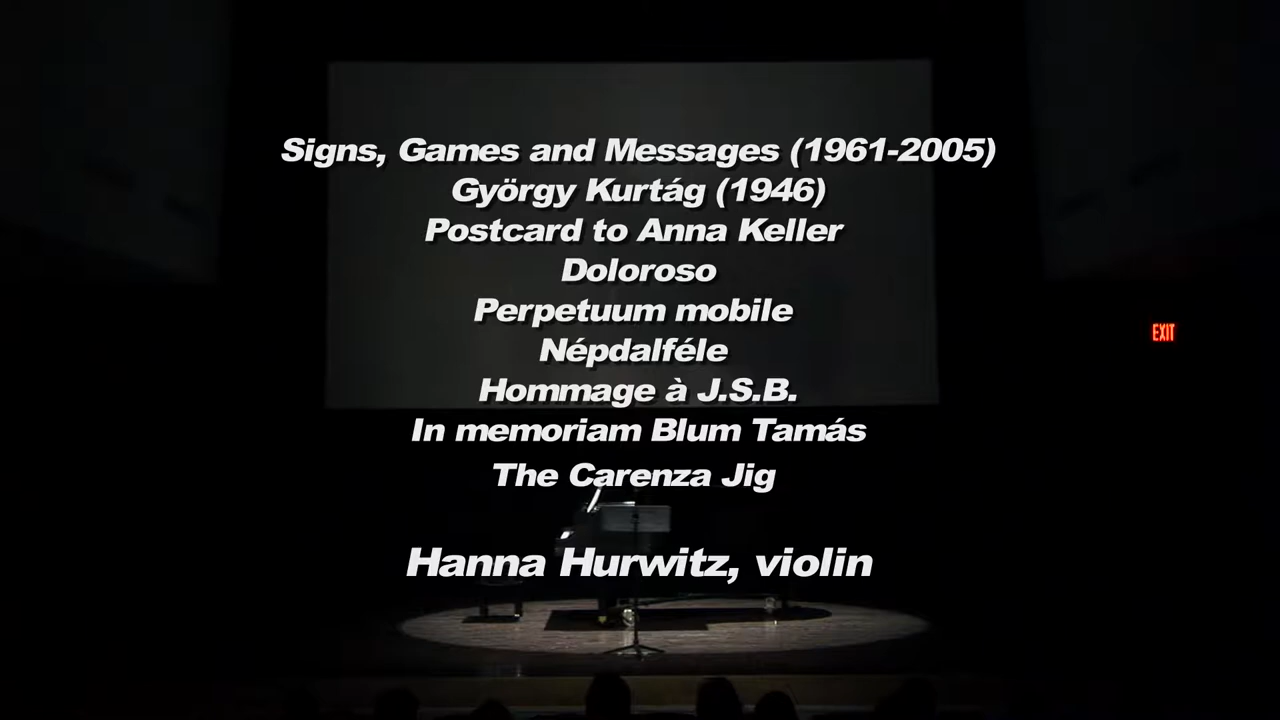 Signs, Games and Messages (1961-2005)
György Kurtág (1946)
Postcard to Anna Keller
Doloroso
Perpetuum mobile
Népdalféle
Hommage à J.S.B.
In memoriam Blum Tamás
The Carenza Jig
EXIT
Hanna Hurwitz, violin